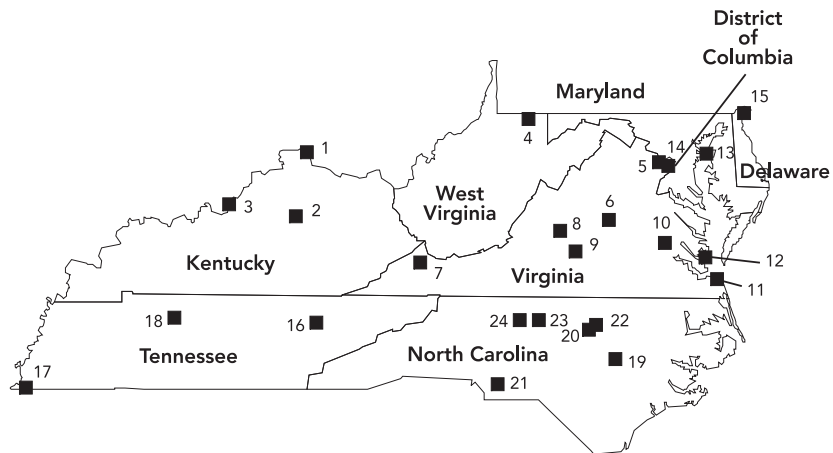 District
of
Columbia
Maryland
15
4
1
14
13
5
Delaware
West
Virginia
3
2
6
8
10
9
12
Kentucky
7
Virginia
11
18
16
24
23
22
20
Tennessee
North Carolina
19
17
21